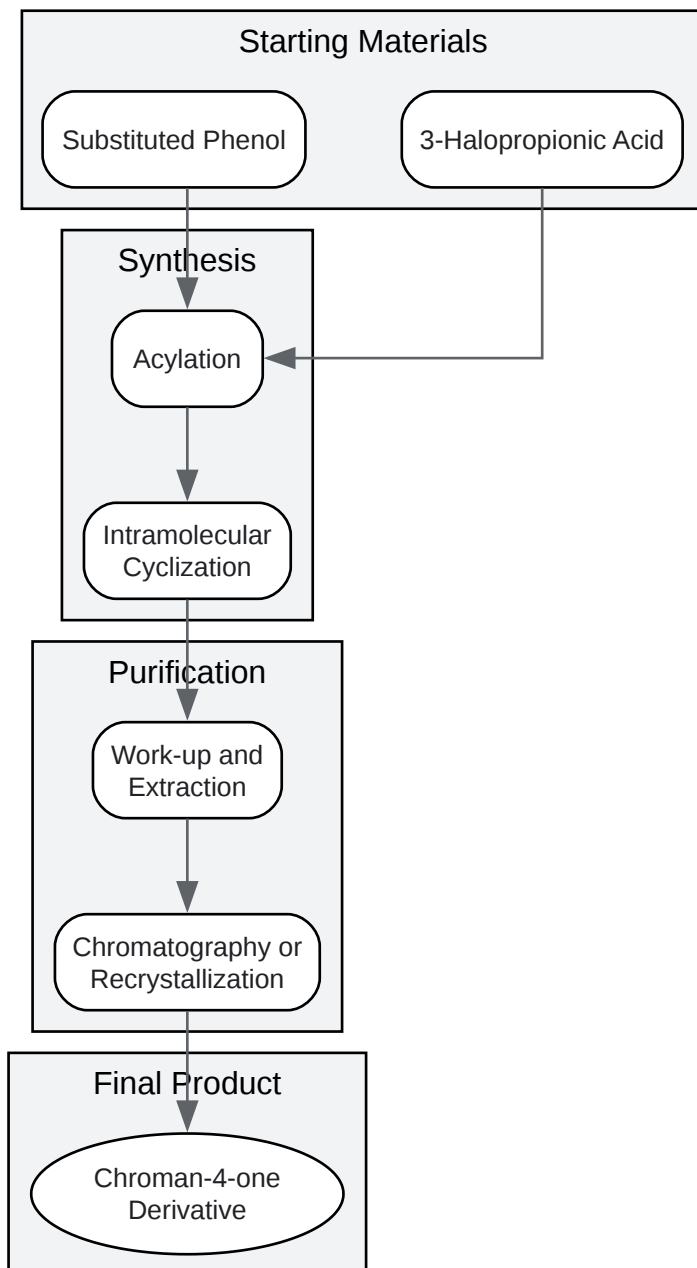 Starting Materials
Substituted Phenol
3-Halopropionic Acid
Synthesis
Acylation
Intramolecular
Cyclization
Purification
Work-up and
Extraction
Chromatography or
Recrystallization
Final Product
Chroman-4-one
Derivative